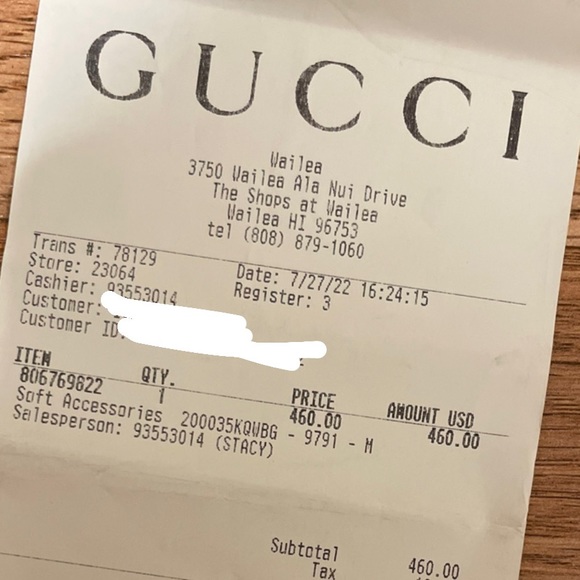 GUCCI
Wailea
3750 Wailea Ala Nui Drive
The Shops at Wailea
Wailea HI 96753
tel (808) 879-1060
Trans #: 78129
Store: 23064 Date: 7/27/22 16:24:15
Cashier: 93553014 Register: 3
Customer:
Customer ID:
ITEM QTY. PRICE AMOUNT USD
806769822 1 460.00 460.00
Soft Accessories 200035KQWBG - 9791 - M
Salesperson: 93553014 (STACY)
Subtotal 460.00
Tax